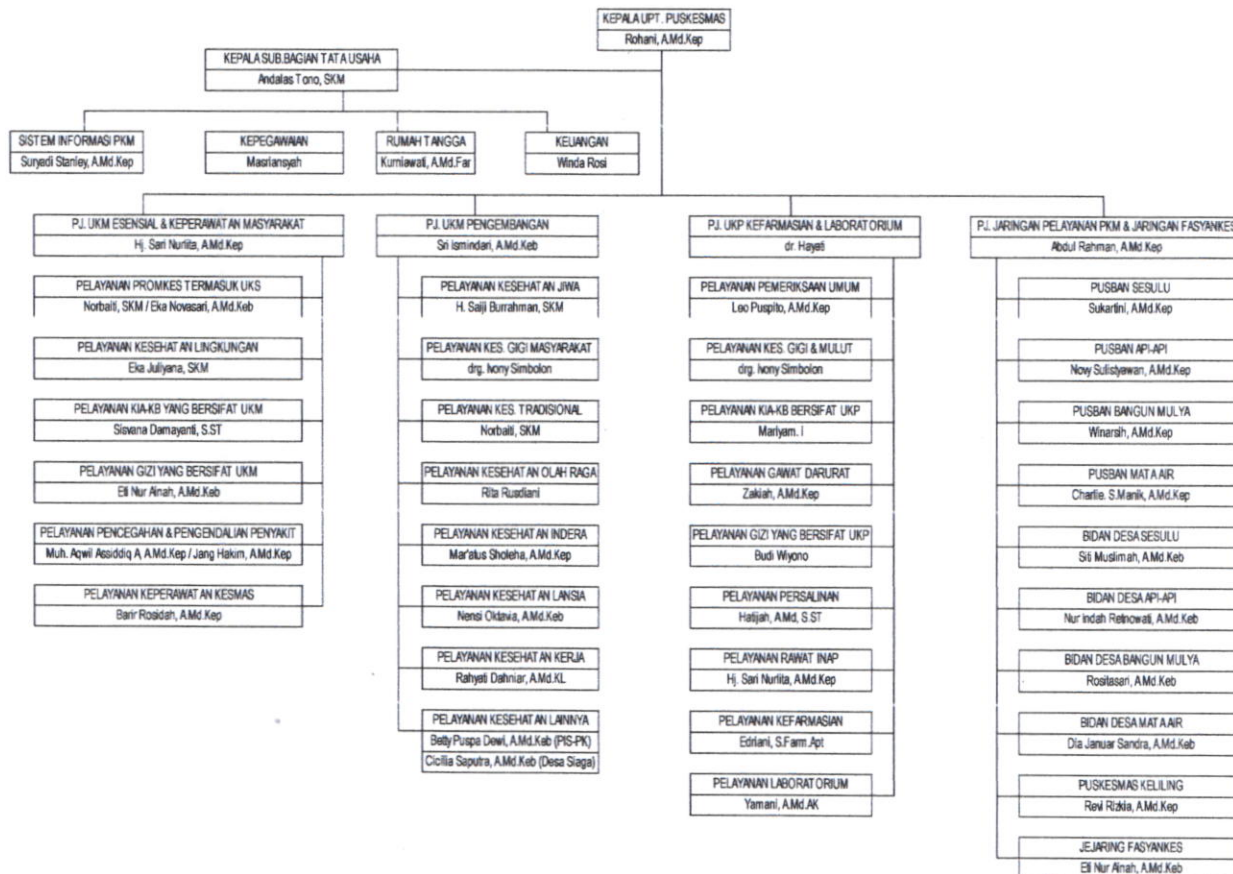 KEPALA UPT. PUSKESMAS
Rohani, A.Md.Kep
KEPALA SUB.BAGIAN TATA USAHA
Andalas Tono, SKM
SISTEM INFORMASI PKM
Suryadi Stanley, A.Md.Kep
KEPEGAWAIAN
Masriansyah
RUMAH TANGGA
Kurniawati, A.Md.Far
KEUANGAN
Winda Rosi
PJ. UKM ESENSIAL & KEPERAWATAN MASYARAKAT
Hj. Sari Nurlita, A.Md.Kep
PELAYANAN PROMKES TERMASUK UKS
Norbaiti, SKM / Eka Novasari, A.Md.Keb
PELAYANAN KESEHATAN LINGKUNGAN
Eka Juliyana, SKM
PELAYANAN KIA-KB YANG BERSIFAT UKM
Sisvana Damayanti, S.ST
PELAYANAN GIZI YANG BERSIFAT UKM
Eti Nur Ainah, A.Md.Keb
PELAYANAN PENCEGAHAN & PENGENDALIAN PENYAKIT
Muh. Aqwil Assiddiq A, A.Md.Kep / Jang Hakim, A.Md.Kep
PELAYANAN KEPERAWATAN KESMAS
Barir Rosidah, A.Md.Kep
PJ. UKM PENGEMBANGAN
Sri Ismindari, A.Md.Keb
PELAYANAN KESEHATAN JIWA
H. Saiji Burrahman, SKM
PELAYANAN KES. GIGI MASYARAKAT
drg. Ivony Simbolon
PELAYANAN KES. TRADISIONAL
Norbaiti, SKM
PELAYANAN KESEHATAN OLAH RAGA
Rita Rusdiani
PELAYANAN KESEHATAN INDERA
Mar'atus Sholeha, A.Md.Kep
PELAYANAN KESEHATAN LANSIA
Nensi Oktavia, A.Md.Keb
PELAYANAN KESEHATAN KERJA
Rahyati Dahniar, A.Md.KL
PELAYANAN KESEHATAN LAINNYA
Betty Puspa Dewi, A.Md.Keb (PIS-PK)
Cicilia Saputra, A.Md.Keb (Desa Siaga)
PJ. UKP KEFARMASIAN & LABORATORIUM
dr. Hayati
PELAYANAN PEMERIKSAAN UMUM
Leo Puspito, A.Md.Kep
PELAYANAN KES. GIGI & MULUT
drg. Ivony Simbolon
PELAYANAN KIA-KB BERSIFAT UKP
Mariyam. I
PELAYANAN GAWAT DARURAT
Zakiah, A.Md.Kep
PELAYANAN GIZI YANG BERSIFAT UKP
Budi Wiyono
PELAYANAN PERSALINAN
Hatijah, A.Md, S.ST
PELAYANAN RAWAT INAP
Hj. Sari Nurlita, A.Md.Kep
PELAYANAN KEFARMASIAN
Edriani, S.Farm.Apt
PELAYANAN LABORATORIUM
Yamani, A.Md.AK
PJ. JARINGAN PELAYANAN PKM & JARINGAN FASYANKES
Abdul Rahman, A.Md.Kep
PUSBAN SESULU
Sukartini, A.Md.Kep
PUSBAN API-API
Novy Sulistyawan, A.Md.Kep
PUSBAN BANGUN MULYA
Winarsih, A.Md.Kep
PUSBAN MATA AIR
Charlie. S.Manik, A.Md.Kep
BIDAN DESA SESULU
Siti Muslimah, A.Md.Keb
BIDAN DESA API-API
Nur Indah Retnowati, A.Md.Keb
BIDAN DESA BANGUN MULYA
Rositasari, A.Md.Keb
BIDAN DESA MATA AIR
Dia Januar Sandra, A.Md.Keb
PUSKESMAS KELILING
Revi Rizkia, A.Md.Kep
JEJARING FASYANKES
Eti Nur Ainah, A.Md.Keb